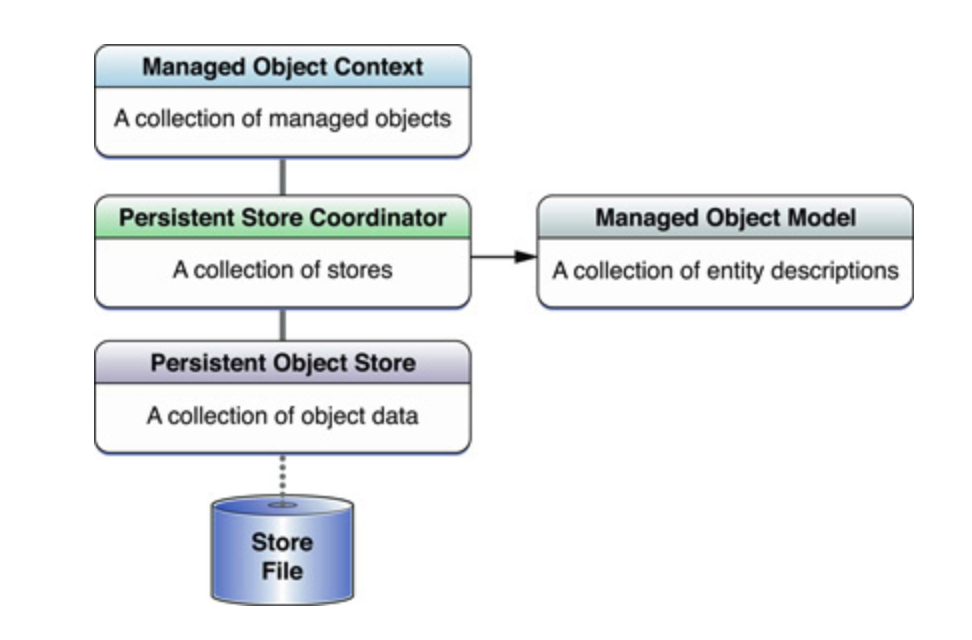 Managed Object Context
A collection of managed objects
Persistent Store Coordinator
A collection of stores
Managed Object Model
A collection of entity descriptions
Persistent Object Store
A collection of object data
Store
File